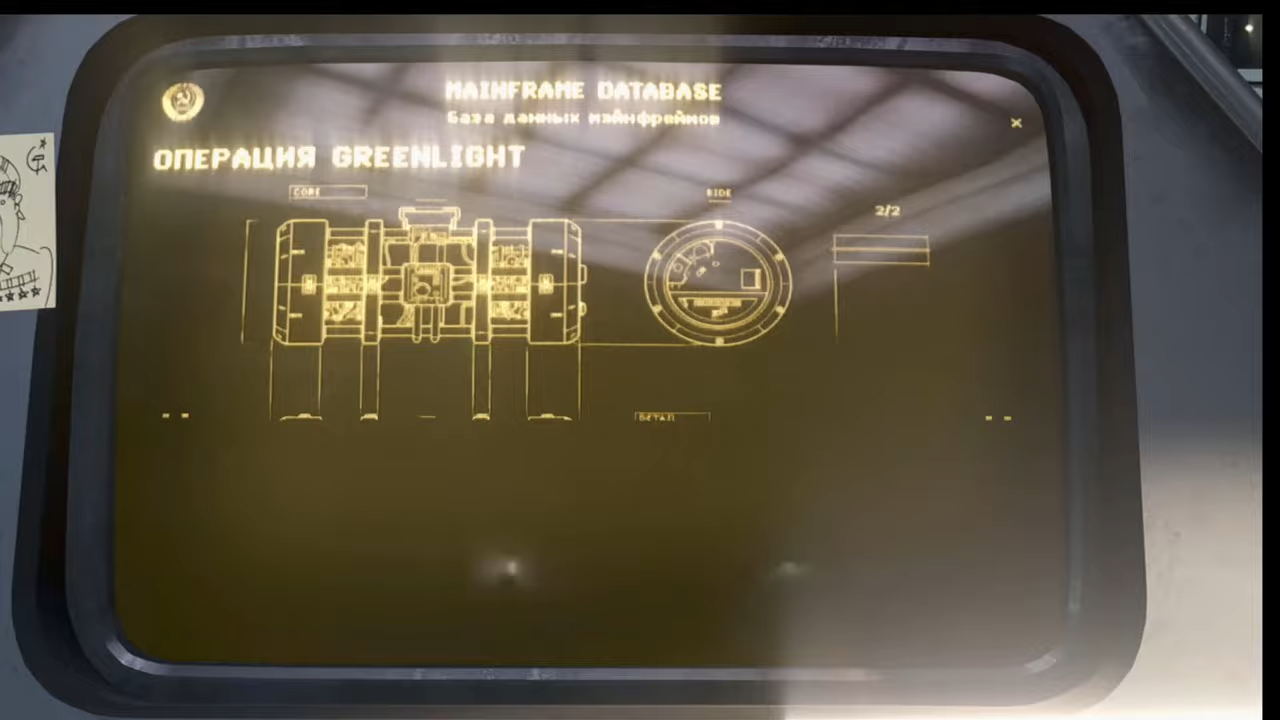 MAINFRAME DATABASE
База данных мэйнфреймов
×
ОПЕРАЦИЯ GREENLIGHT
CORE
SIDE
2/2
DETAIL